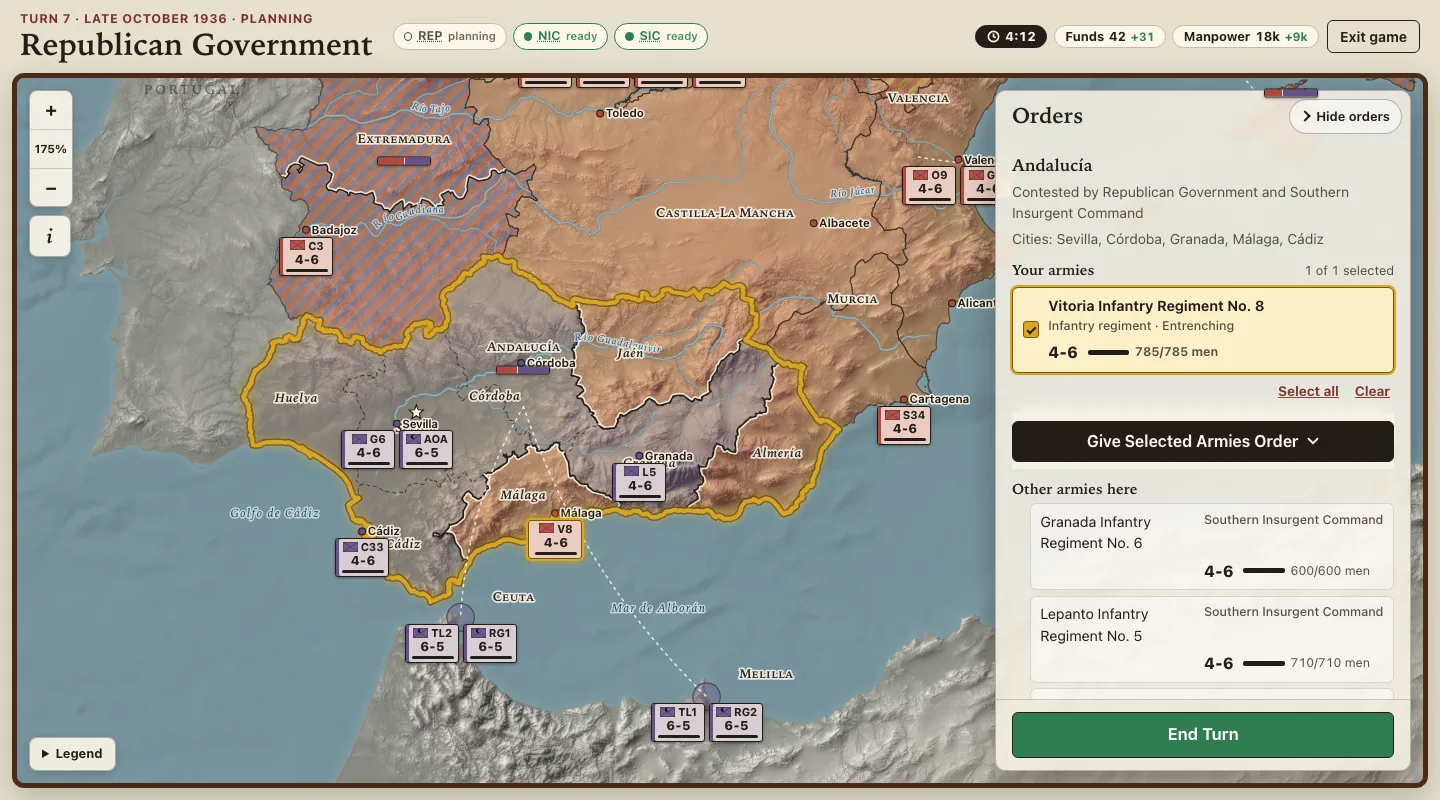 TURN 7 · LATE OCTOBER 1936 · PLANNING
Republican Government
REP planning
NIC ready
SIC ready
4:12
Funds 42 +31
Manpower 18k +9k
Exit game
+
175%
−
i
PORTUGAL
Río Tajo
EXTREMADURA
Toledo
VALENCIA
Valen
O9
4-6
G
4-6
Río Júcar
CASTILLA-LA MANCHA
Albacete
Río Guadiana
Badajoz
C3
4-6
MURCIA
Alicant
ANDALUCÍA
Río Guadalquivir
Jaén
Córdoba
Huelva
Córdoba
Cartagena
S34
4-6
Sevilla
G6
4-6
AOA
6-5
Granada
Granada
L5
4-6
Almería
Málaga
Golfo de Cádiz
Málaga
V8
4-6
Cádiz
Cádiz
C33
4-6
CEUTA
Mar de Alborán
TL2
6-5
RG1
6-5
MELILLA
TL1
6-5
RG2
6-5
Legend
Orders
Hide orders
Andalucía
Contested by Republican Government and Southern
Insurgent Command
Cities: Sevilla, Córdoba, Granada, Málaga, Cádiz
Your armies
1 of 1 selected
Vitoria Infantry Regiment No. 8
Infantry regiment · Entrenching
4-6 785/785 men
Select all Clear
Give Selected Armies Order
Other armies here
Granada Infantry
Regiment No. 6
Southern Insurgent Command
4-6 600/600 men
Lepanto Infantry
Regiment No. 5
Southern Insurgent Command
4-6 710/710 men
End Turn